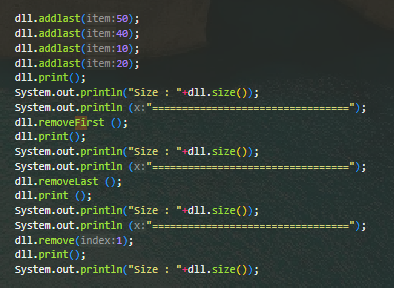 dll.addlast(item:50);
dll.addlast(item:40);
dll.addlast(item:10);
dll.addlast(item:20);
dll.print();
System.out.println("Size : "+dll.size());
System.out.println (x:"=================================");
dll.removeFirst ();
dll.print();
System.out.println("Size : "+dll.size());
System.out.println (x:"=================================");
dll.removeLast ();
dll.print ();
System.out.println("Size : "+dll.size());
System.out.println (x:"=================================");
dll.remove(index:1);
dll.print();
System.out.println("Size : "+dll.size());